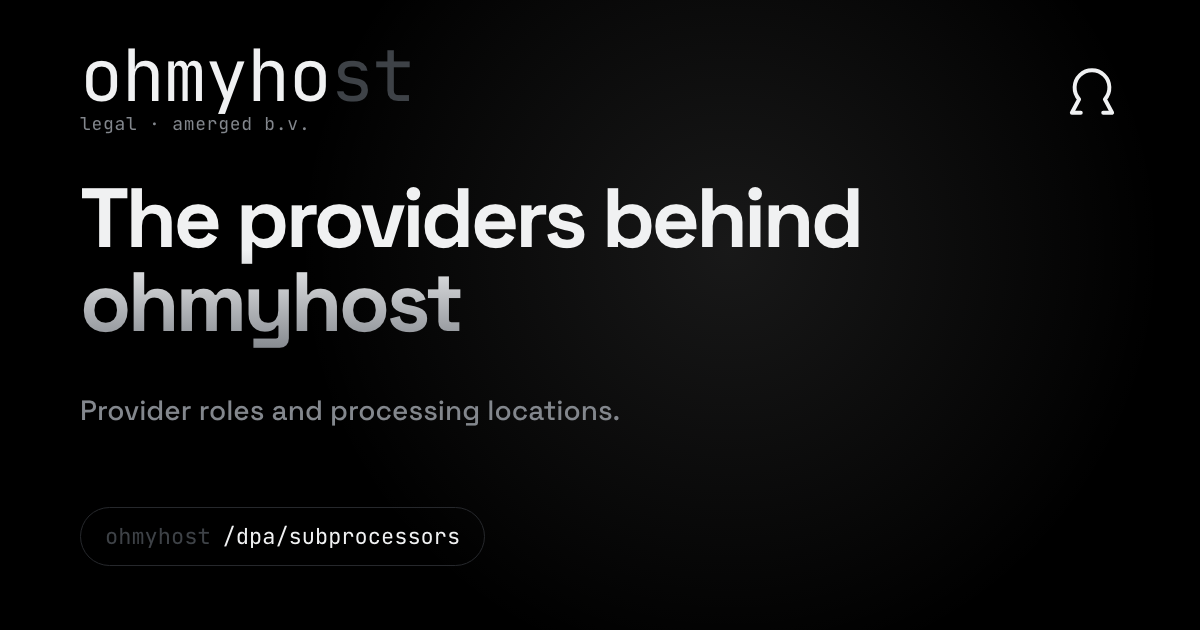 ohmyhost
legal · amerged b.v.
The providers behind
ohmyhost
Provider roles and processing locations.
ohmyhost /dpa/subprocessors